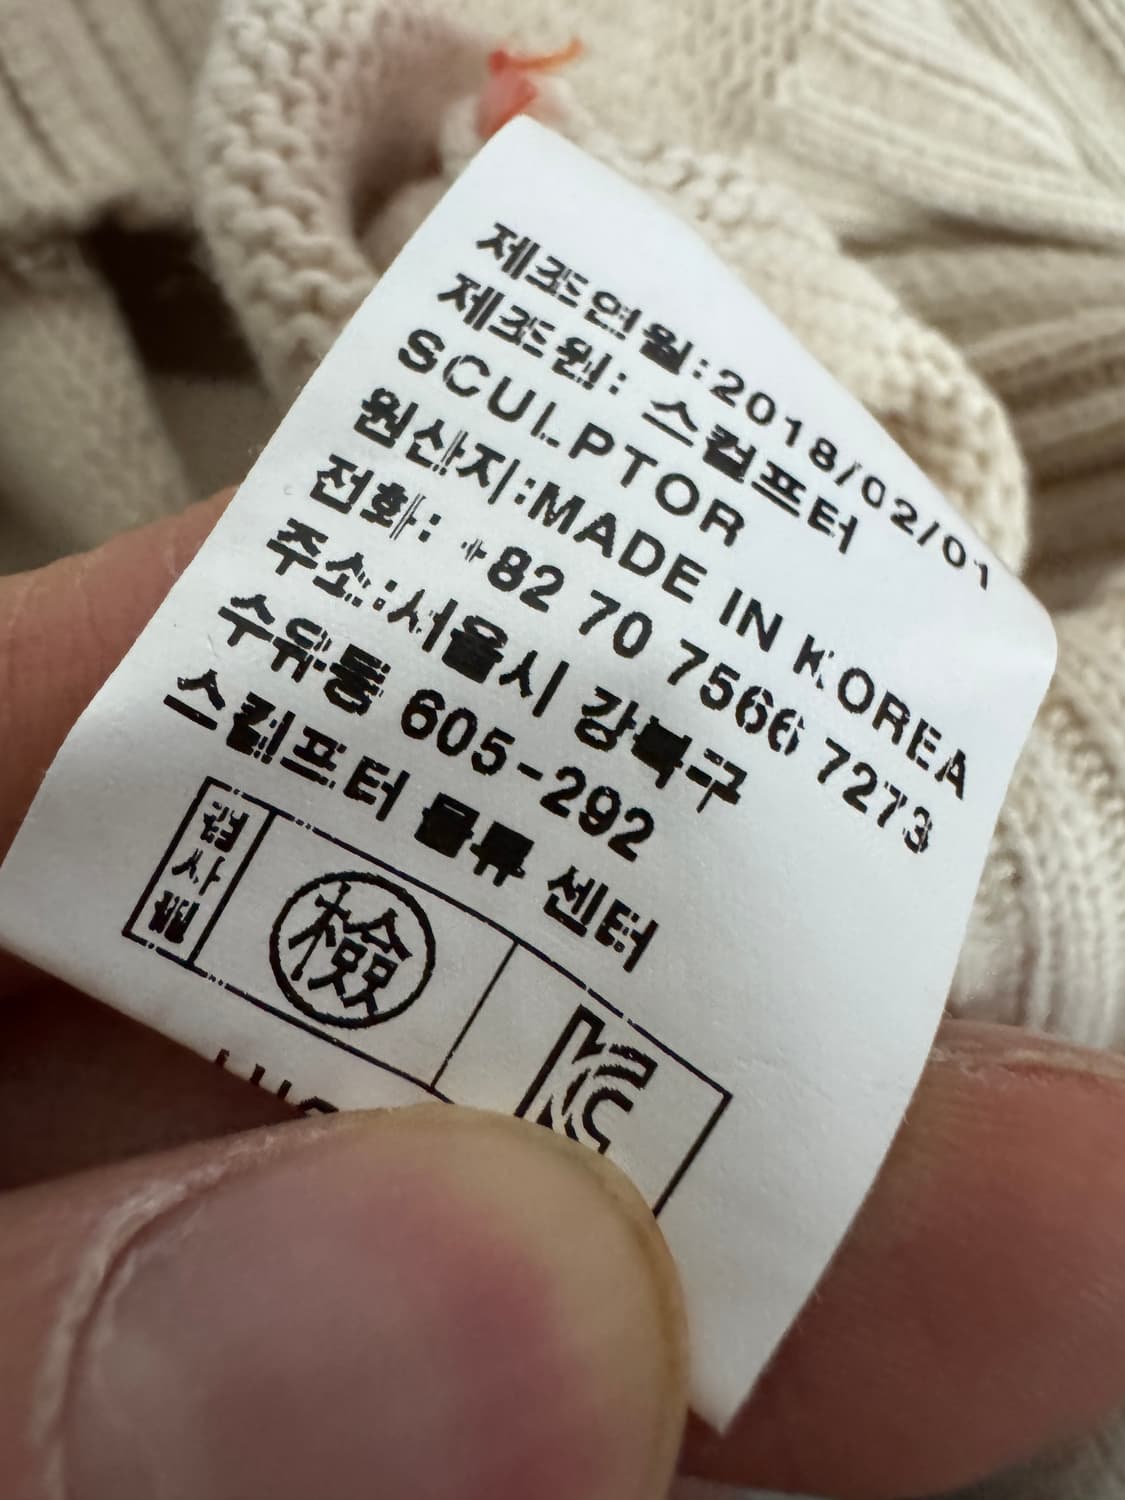 제조연월:2018/02/01
제조원: 스컬프터
SCULPTOR
원산지:MADE IN KOREA
전화: +82 70 7566 7273
주소:서울시 강북구
수유동 605-292
스컬프터 물류 센터
검사필
檢
KC